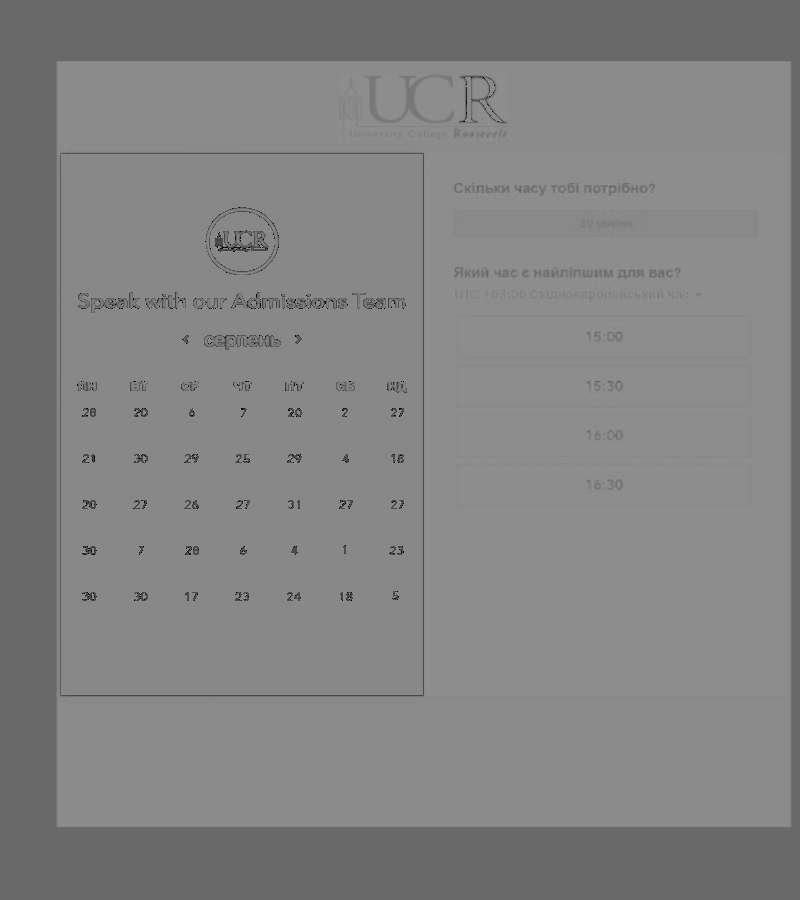 UCR
University College Roosevelt
UCR
Speak with our Admissions Team
серпень
ПН ВТ СР ЧТ ПТ СБ НД
28 20 6 7 20 2 27
21 30 29 25 29 4 18
20 27 26 27 31 27 27
30 7 28 6 4 1 23
30 30 17 23 24 18 5
Скільки часу тобі потрібно?
30 минут
Який час є найліпшим для вас?
UTC +03:00 Східноєвропейський час
15:00
15:30
16:00
16:30